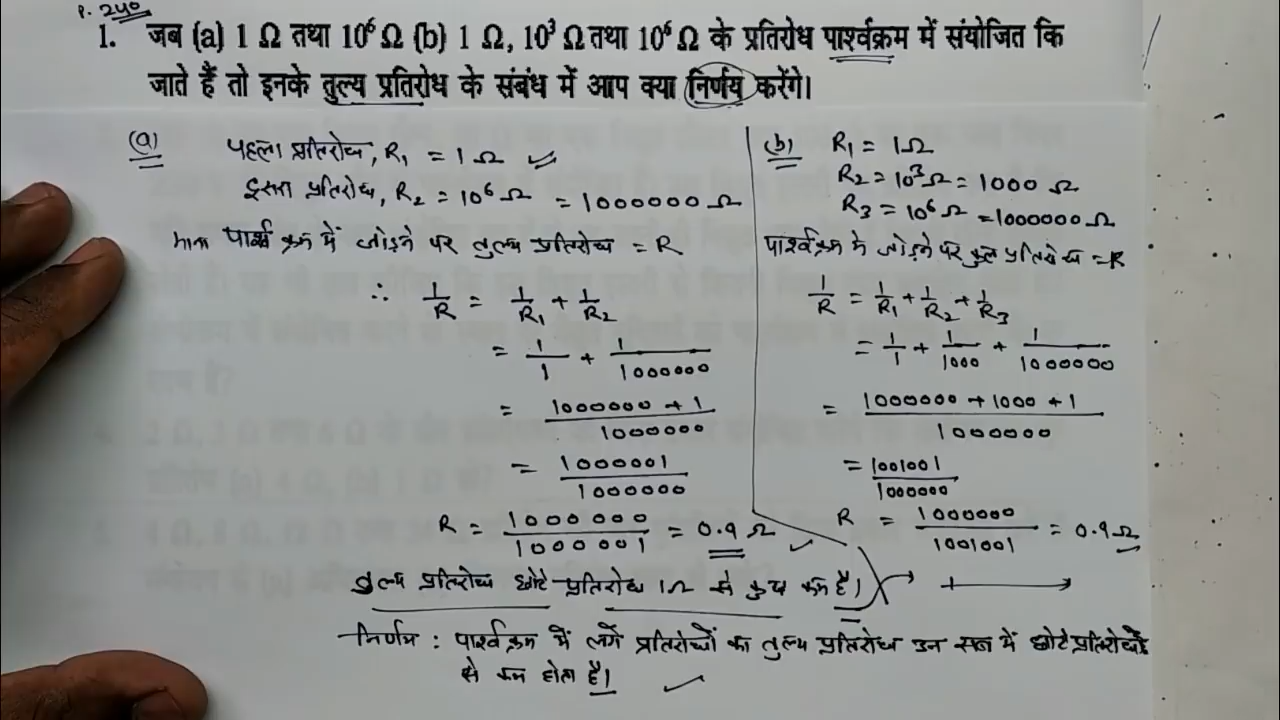 P. 240
1. जब (a) 1 Ω तथा 10⁶ Ω (b) 1 Ω, 10³ Ω तथा 10⁶ Ω के प्रतिरोध पार्श्वक्रम में संयोजित कि
जाते हैं तो इनके तुल्य प्रतिरोध के संबंध में आप क्या निर्णय करेंगे।
(a) पहला प्रतिरोध, R₁ = 1 Ω
दूसरा प्रतिरोध, R₂ = 10⁶ Ω = 1000000 Ω
माना पार्श्व क्रम में जोड़ने पर तुल्य प्रतिरोध = R
∴ 1/R = 1/R₁ + 1/R₂
= 1/1 + 1/1000000
= 1000000 + 1 / 1000000
= 1000001 / 1000000
R = 1000000 / 1000001 = 0.9 Ω
(b) R₁ = 1Ω
R₂ = 10³ Ω = 1000 Ω
R₃ = 10⁶ Ω = 1000000 Ω
पार्श्वक्रम मे जोड़ने पर कुल प्रतिरोध = R
1/R = 1/R₁ + 1/R₂ + 1/R₃
= 1/1 + 1/1000 + 1/1000000
= 1000000 + 1000 + 1 / 1000000
= 1001001 / 1000000
R = 1000000 / 1001001 = 0.9 Ω
तुल्य प्रतिरोध छोटे प्रतिरोध 1Ω से कुछ कम है।
निर्णय : पार्श्वक्रम में लगे प्रतिरोधों का तुल्य प्रतिरोध उन सब में छोटे प्रतिरोधों
से कम होता है।